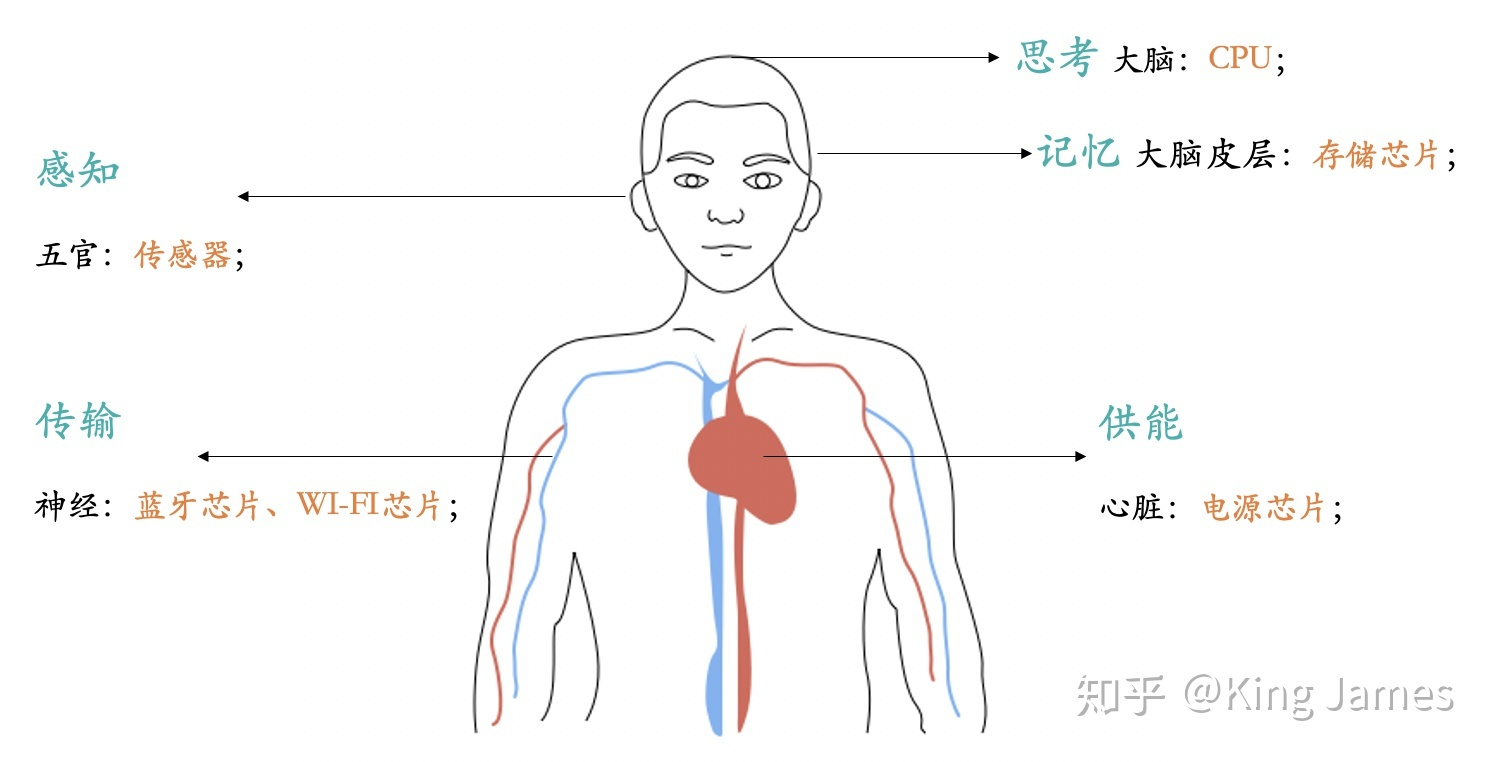 思考 大脑：CPU；
记忆 大脑皮层：存储芯片；
感知
五官：传感器；
传输
神经：蓝牙芯片、WI-FI芯片；
供能
心脏：电源芯片；
知乎 @King James